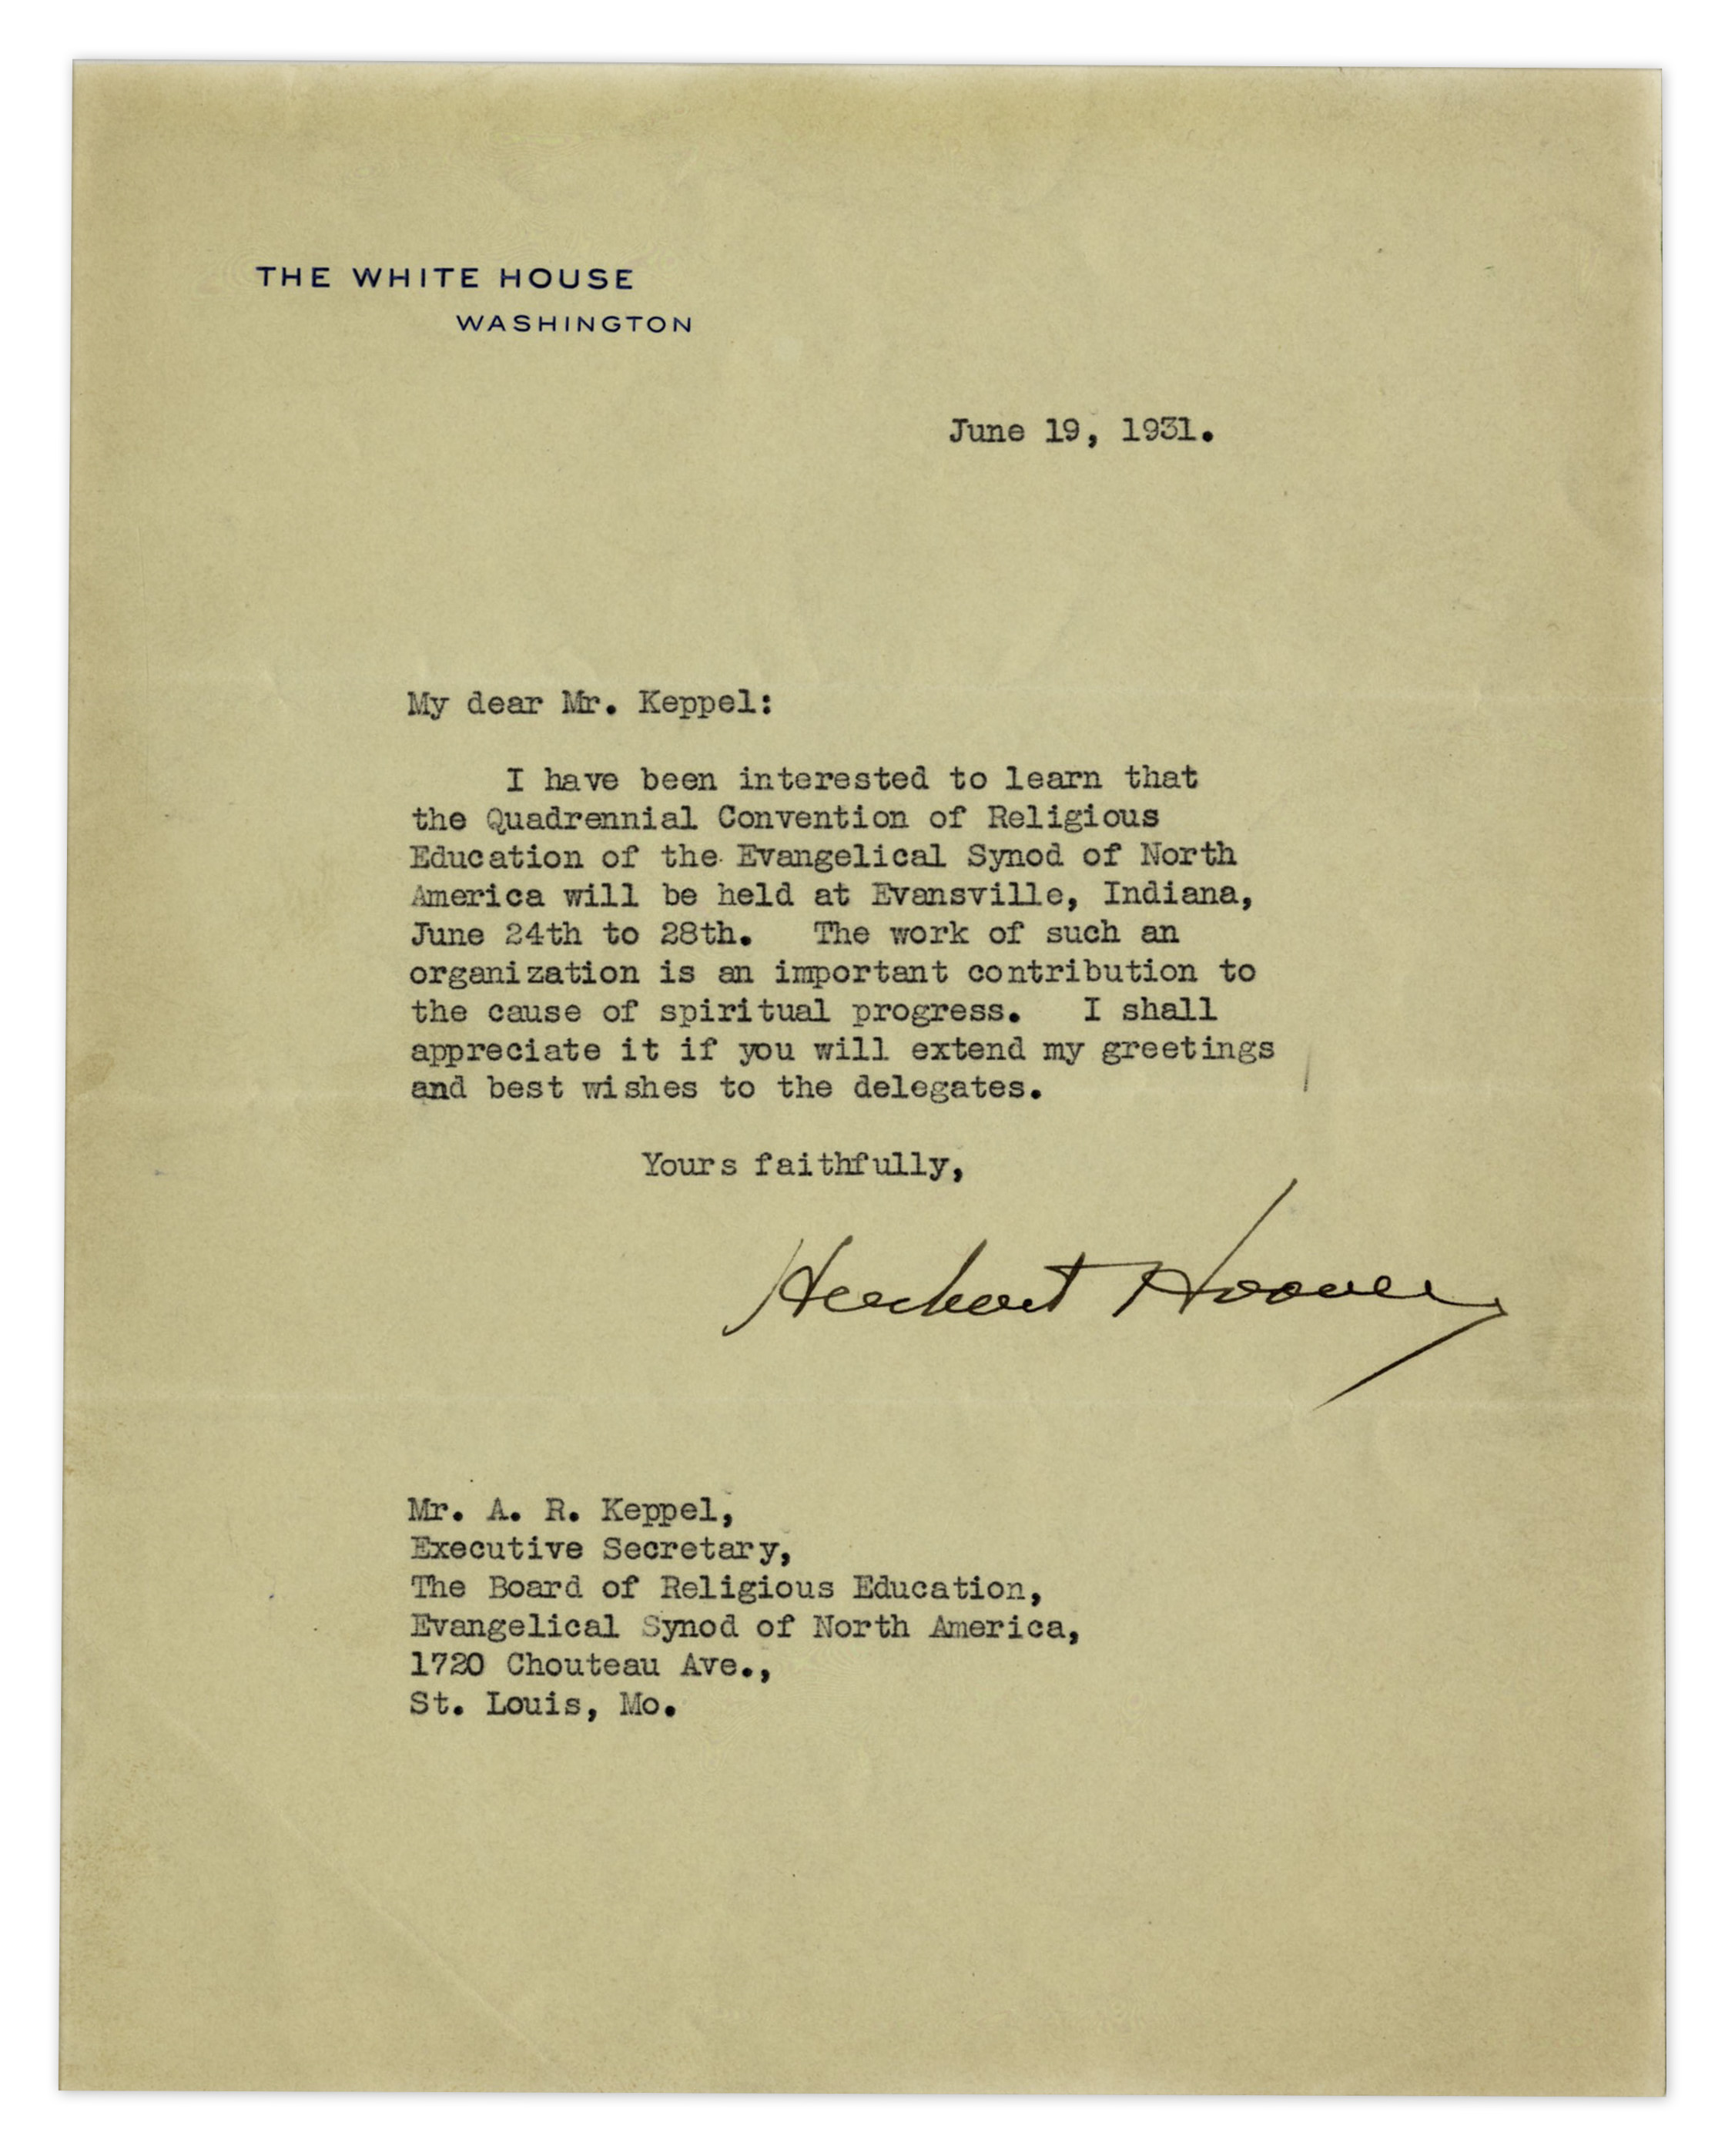 THE WHITE HOUSE
WASHINGTON
June 19, 1931.
My dear Mr. Keppel:
I have been interested to learn that
the Quadrennial Convention of Religious
Education of the Evangelical Synod of North
America will be held at Evansville, Indiana,
June 24th to 28th. The work of such an
organization is an important contribution to
the cause of spiritual progress. I shall
appreciate it if you will extend my greetings
and best wishes to the delegates.
Yours faithfully,
Herbert Hoover
Mr. A. R. Keppel,
Executive Secretary,
The Board of Religious Education,
Evangelical Synod of North America,
1720 Chouteau Ave.,
St. Louis, Mo.